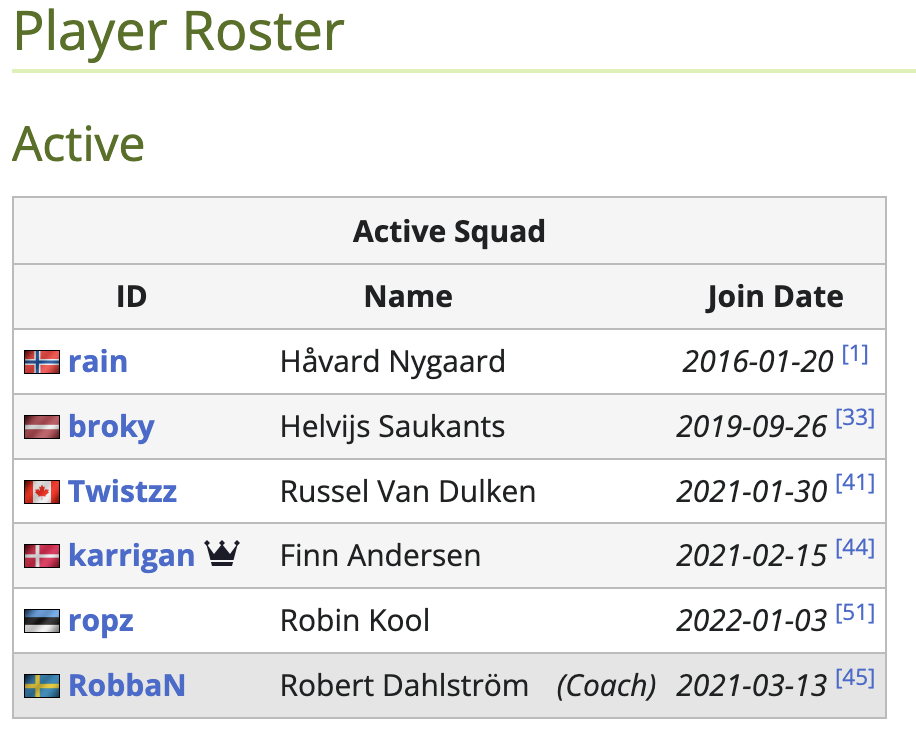 Player Roster
Active
Active Squad
ID Name Join Date
rain Håvard Nygaard 2016-01-20 [1]
broky Helvijs Saukants 2019-09-26 [33]
Twistzz Russel Van Dulken 2021-01-30 [41]
karrigan Finn Andersen 2021-02-15 [44]
ropz Robin Kool 2022-01-03 [51]
RobbaN Robert Dahlström (Coach) 2021-03-13 [45]